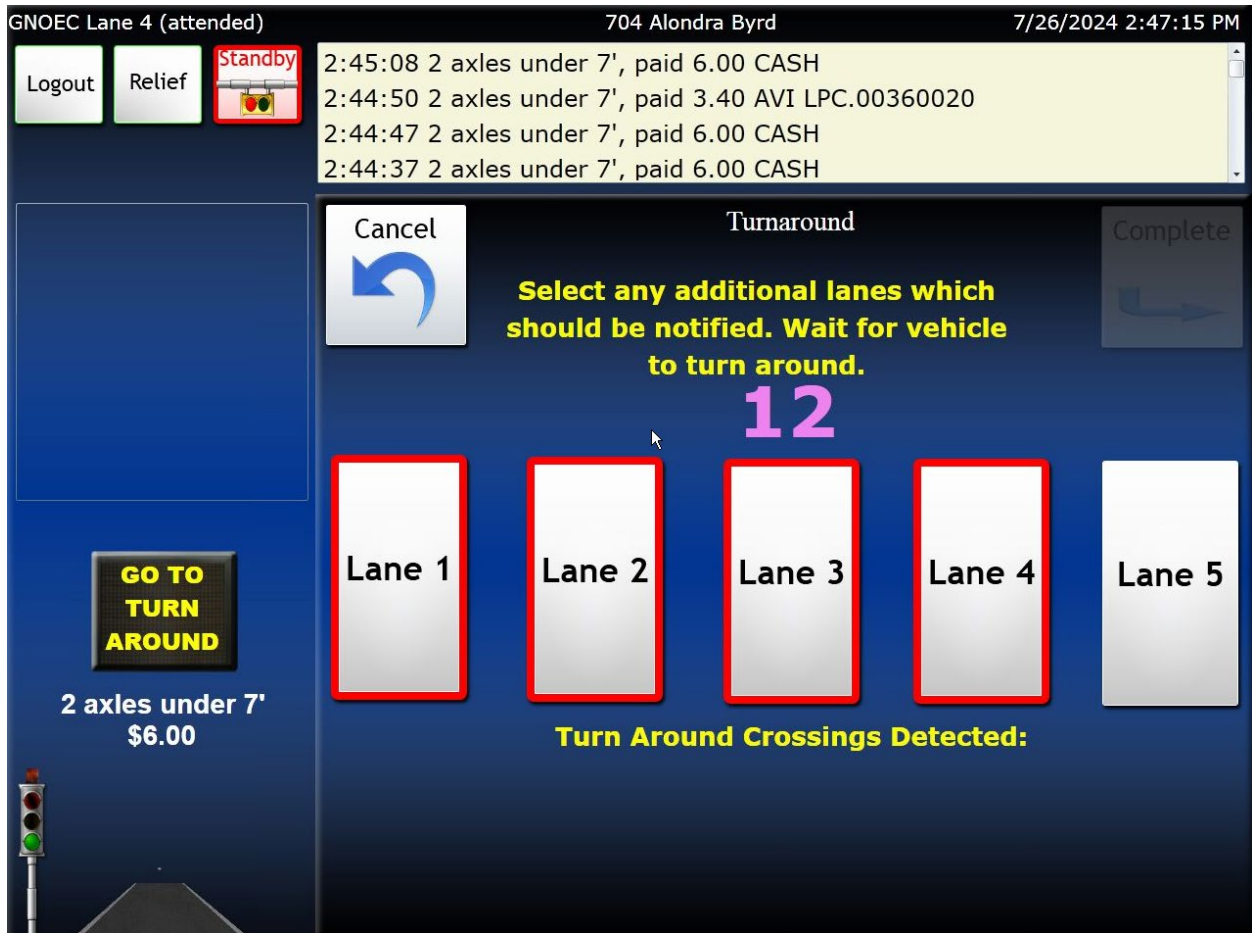 GNOEC Lane 4 (attended) 704 Alondra Byrd 7/26/2024 2:47:15 PM
Logout
Relief
Standby
2:45:08 2 axles under 7', paid 6.00 CASH
2:44:50 2 axles under 7', paid 3.40 AVI LPC.00360020
2:44:47 2 axles under 7', paid 6.00 CASH
2:44:37 2 axles under 7', paid 6.00 CASH
Cancel
Turnaround
Complete
Select any additional lanes which
should be notified. Wait for vehicle
to turn around.
12
Lane 1
Lane 2
Lane 3
Lane 4
Lane 5
Turn Around Crossings Detected:
GO TO
TURN
AROUND
2 axles under 7'
$6.00